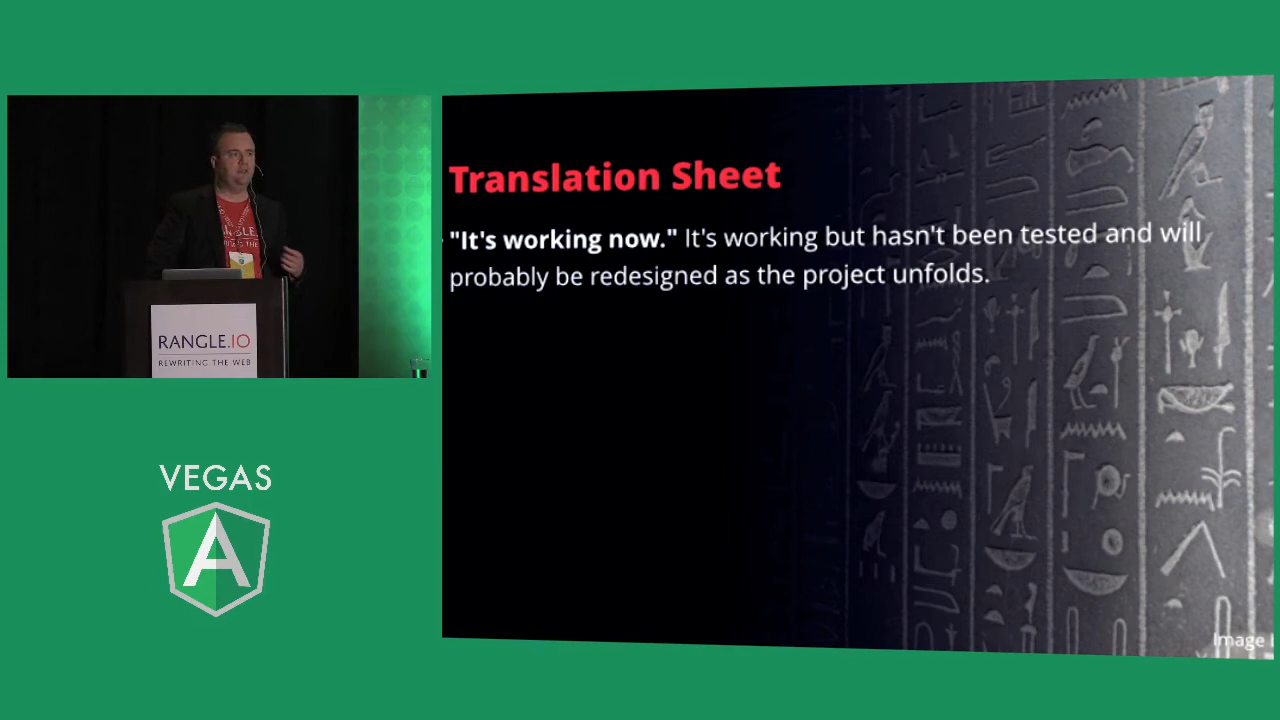 RANGLE.IO
REWRITING THE WEB
VEGAS
A
Translation Sheet
"It's working now." It's working but hasn't been tested and will
probably be redesigned as the project unfolds.
Image